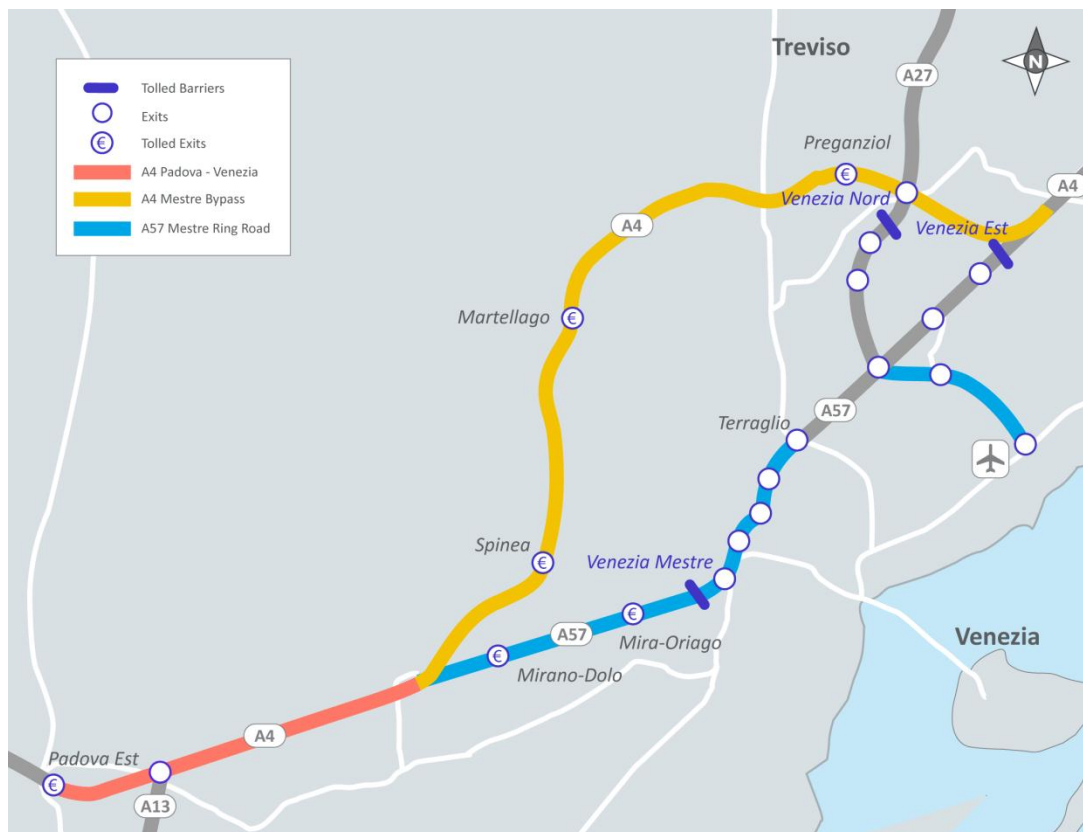 Treviso
N
A27
Tolled Barriers
Exits
€ Tolled Exits
A4 Padova - Venezia
A4 Mestre Bypass
A57 Mestre Ring Road
Preganziol
€
A4
Venezia Nord
A4
Venezia Est
Martellago €
A57
Terraglio
Spinea
€
Venezia Mestre
€
A57
Mira-Oriago
Venezia
€
Mirano-Dolo
A4
Padova Est
€
A13